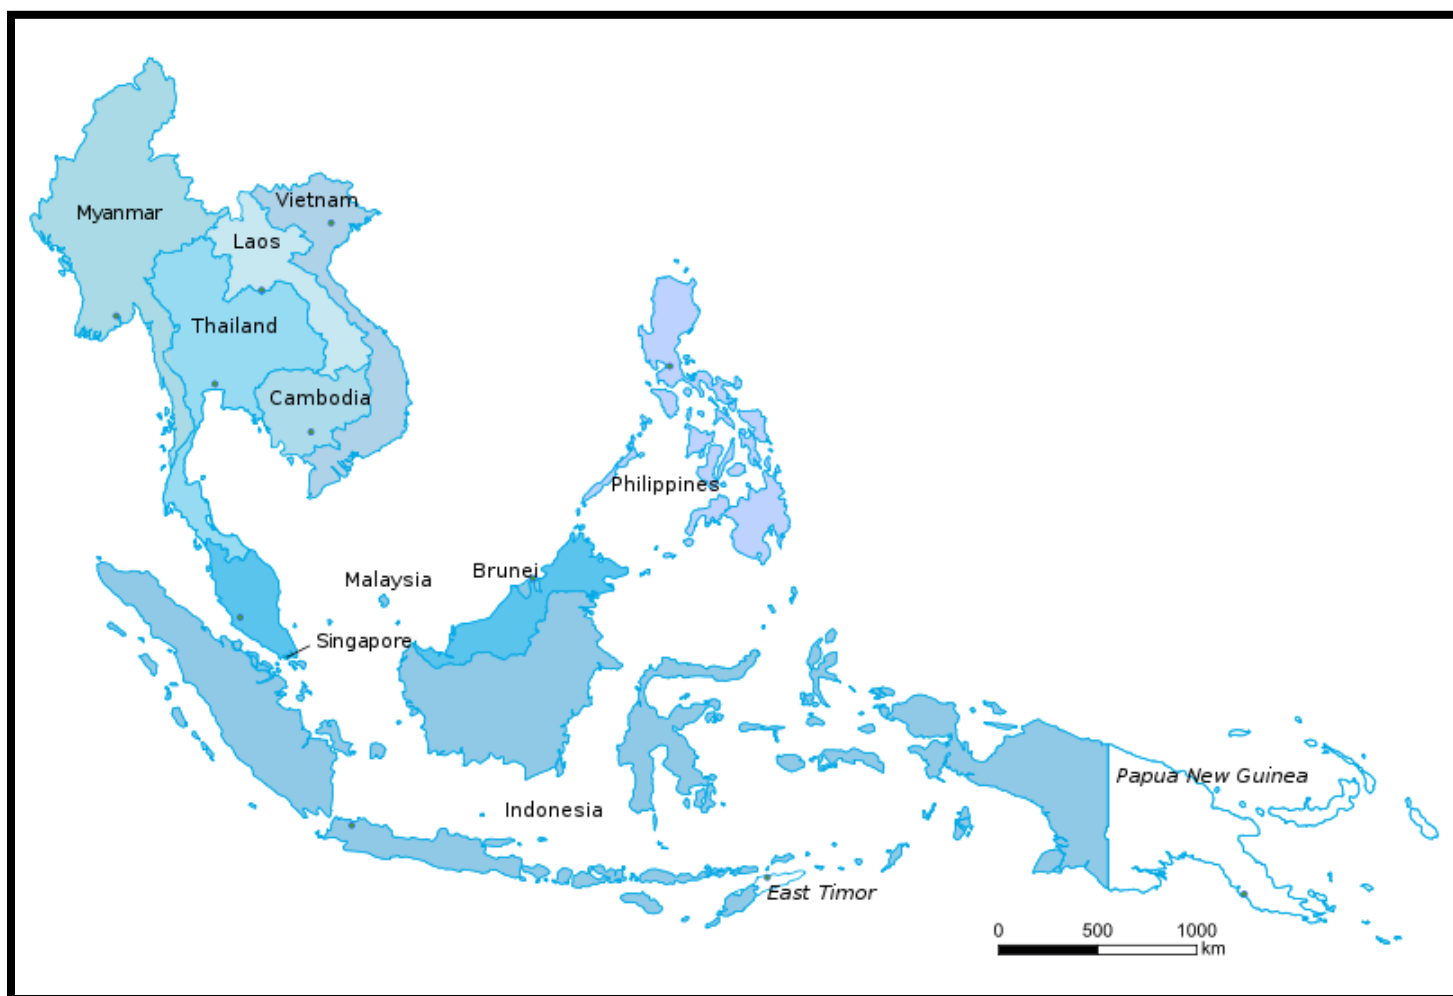 Vietnam
Myanmar
Laos
Thailand
Cambodia
Philippines
Brunei
Malaysia
Singapore
Papua New Guinea
Indonesia
East Timor
0 500 1000
km